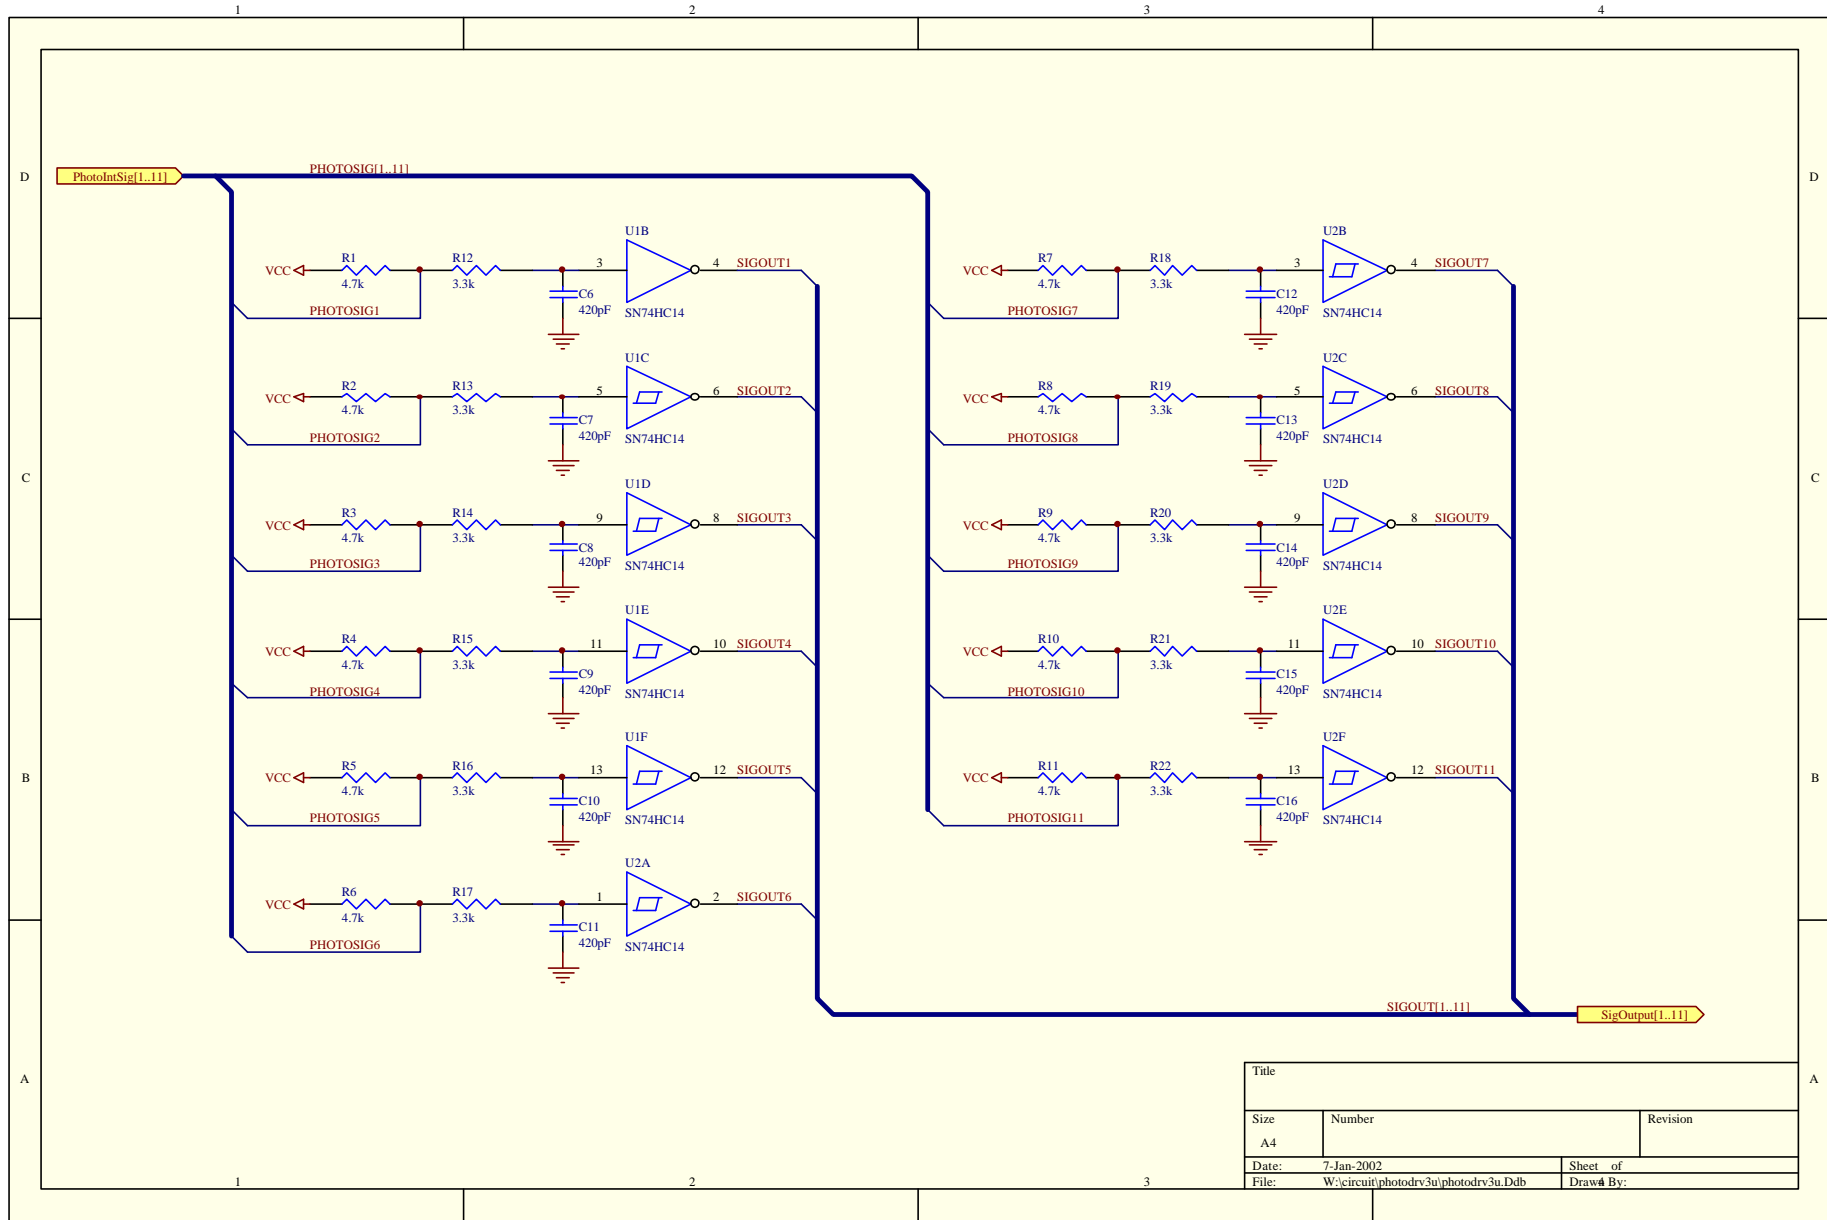 1 2 3 4
D D
C C
B B
A A
PhotoIntSig[1..11]
PHOTOSIG[1..11]
VCC R1 4.7k R12 3.3k C6 420pF 3 U1B 4 SN74HC14 SIGOUT1
PHOTOSIG1
VCC R2 4.7k R13 3.3k C7 420pF 5 U1C 6 SN74HC14 SIGOUT2
PHOTOSIG2
VCC R3 4.7k R14 3.3k C8 420pF 9 U1D 8 SN74HC14 SIGOUT3
PHOTOSIG3
VCC R4 4.7k R15 3.3k C9 420pF 11 U1E 10 SN74HC14 SIGOUT4
PHOTOSIG4
VCC R5 4.7k R16 3.3k C10 420pF 13 U1F 12 SN74HC14 SIGOUT5
PHOTOSIG5
VCC R6 4.7k R17 3.3k C11 420pF 1 U2A 2 SN74HC14 SIGOUT6
PHOTOSIG6
VCC R7 4.7k R18 3.3k C12 420pF 3 U2B 4 SN74HC14 SIGOUT7
PHOTOSIG7
VCC R8 4.7k R19 3.3k C13 420pF 5 U2C 6 SN74HC14 SIGOUT8
PHOTOSIG8
VCC R9 4.7k R20 3.3k C14 420pF 9 U2D 8 SN74HC14 SIGOUT9
PHOTOSIG9
VCC R10 4.7k R21 3.3k C15 420pF 11 U2E 10 SN74HC14 SIGOUT10
PHOTOSIG10
VCC R11 4.7k R22 3.3k C16 420pF 13 U2F 12 SN74HC14 SIGOUT11
PHOTOSIG11
SIGOUT[1..11]
SigOutput[1..11]
Title
Size Number Revision
A4
Date: 7-Jan-2002 Sheet of
File: W:\circuit\photodrv3u\photodrv3u.Ddb Drawn By:
1 2 3 4